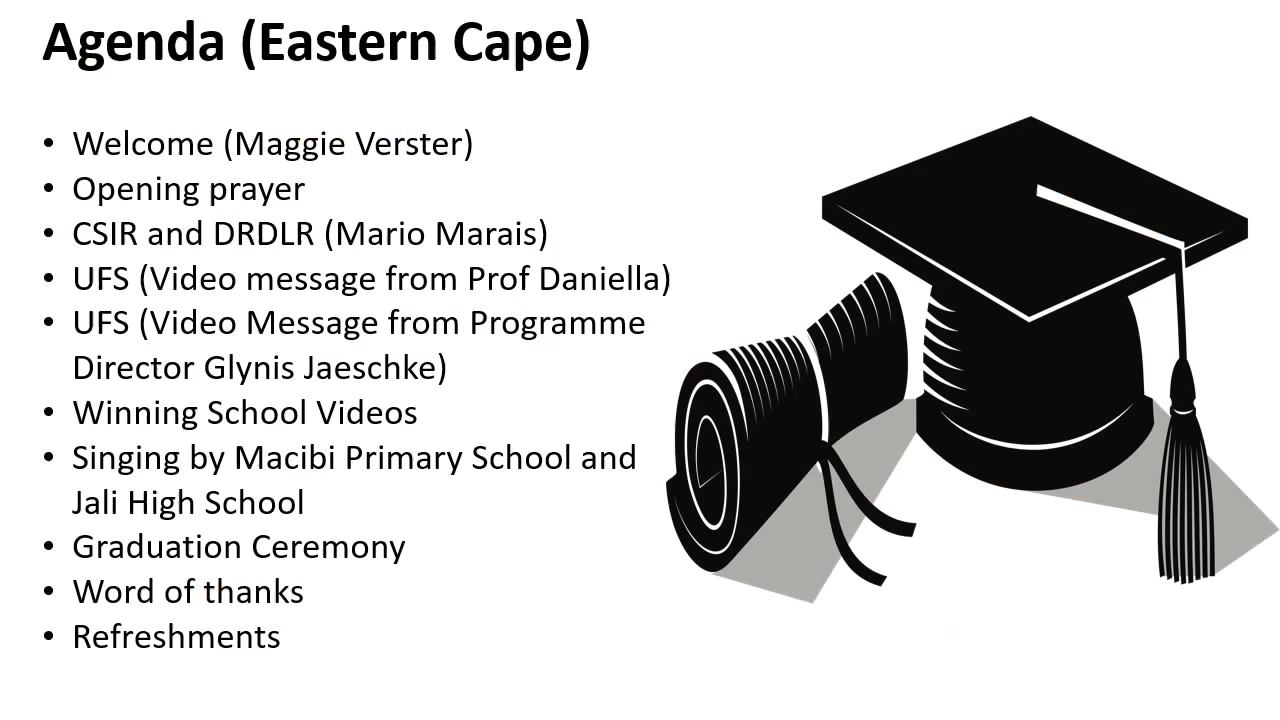 Agenda (Eastern Cape)
• Welcome (Maggie Verster)
• Opening prayer
• CSIR and DRDLR (Mario Marais)
• UFS (Video message from Prof Daniella)
• UFS (Video Message from Programme
Director Glynis Jaeschke)
• Winning School Videos
• Singing by Macibi Primary School and
Jali High School
• Graduation Ceremony
• Word of thanks
• Refreshments